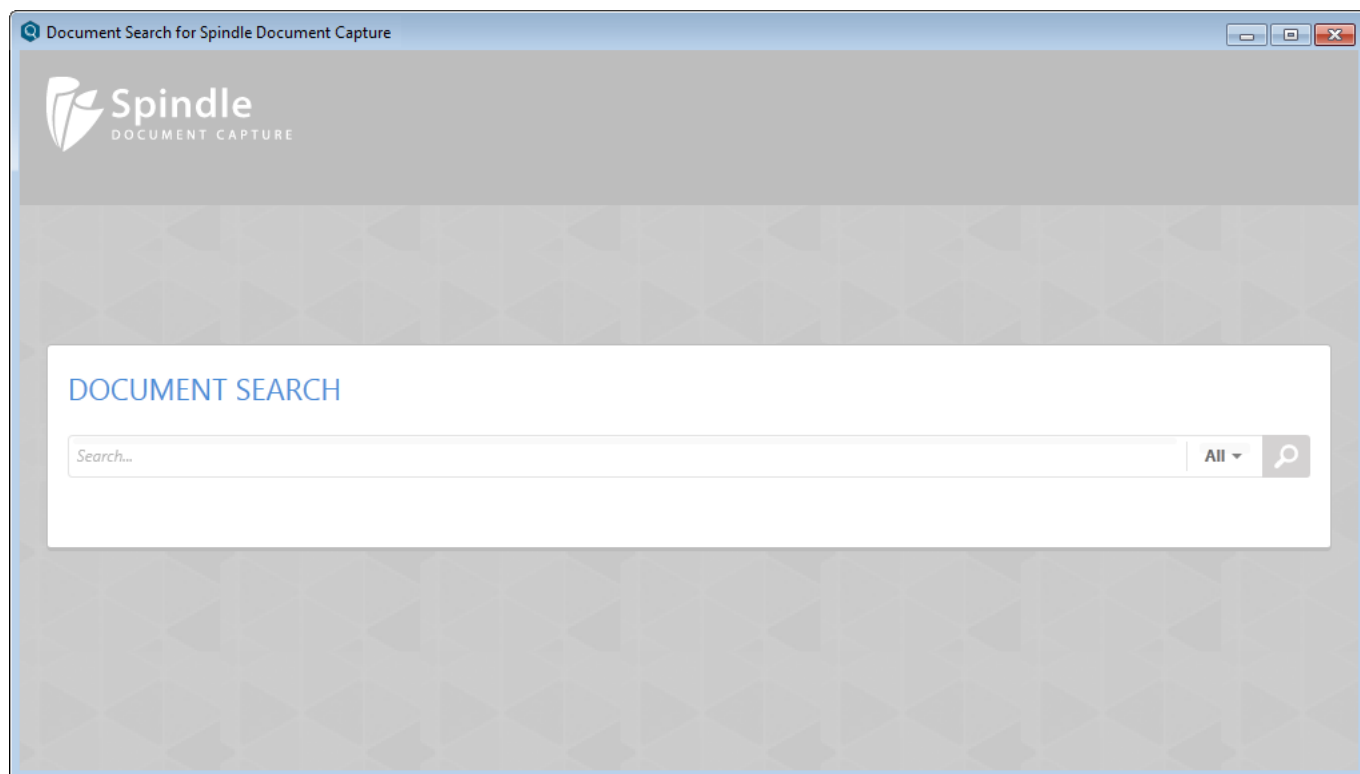 Document Search for Spindle Document Capture
Spindle
DOCUMENT CAPTURE
DOCUMENT SEARCH
Search...
All